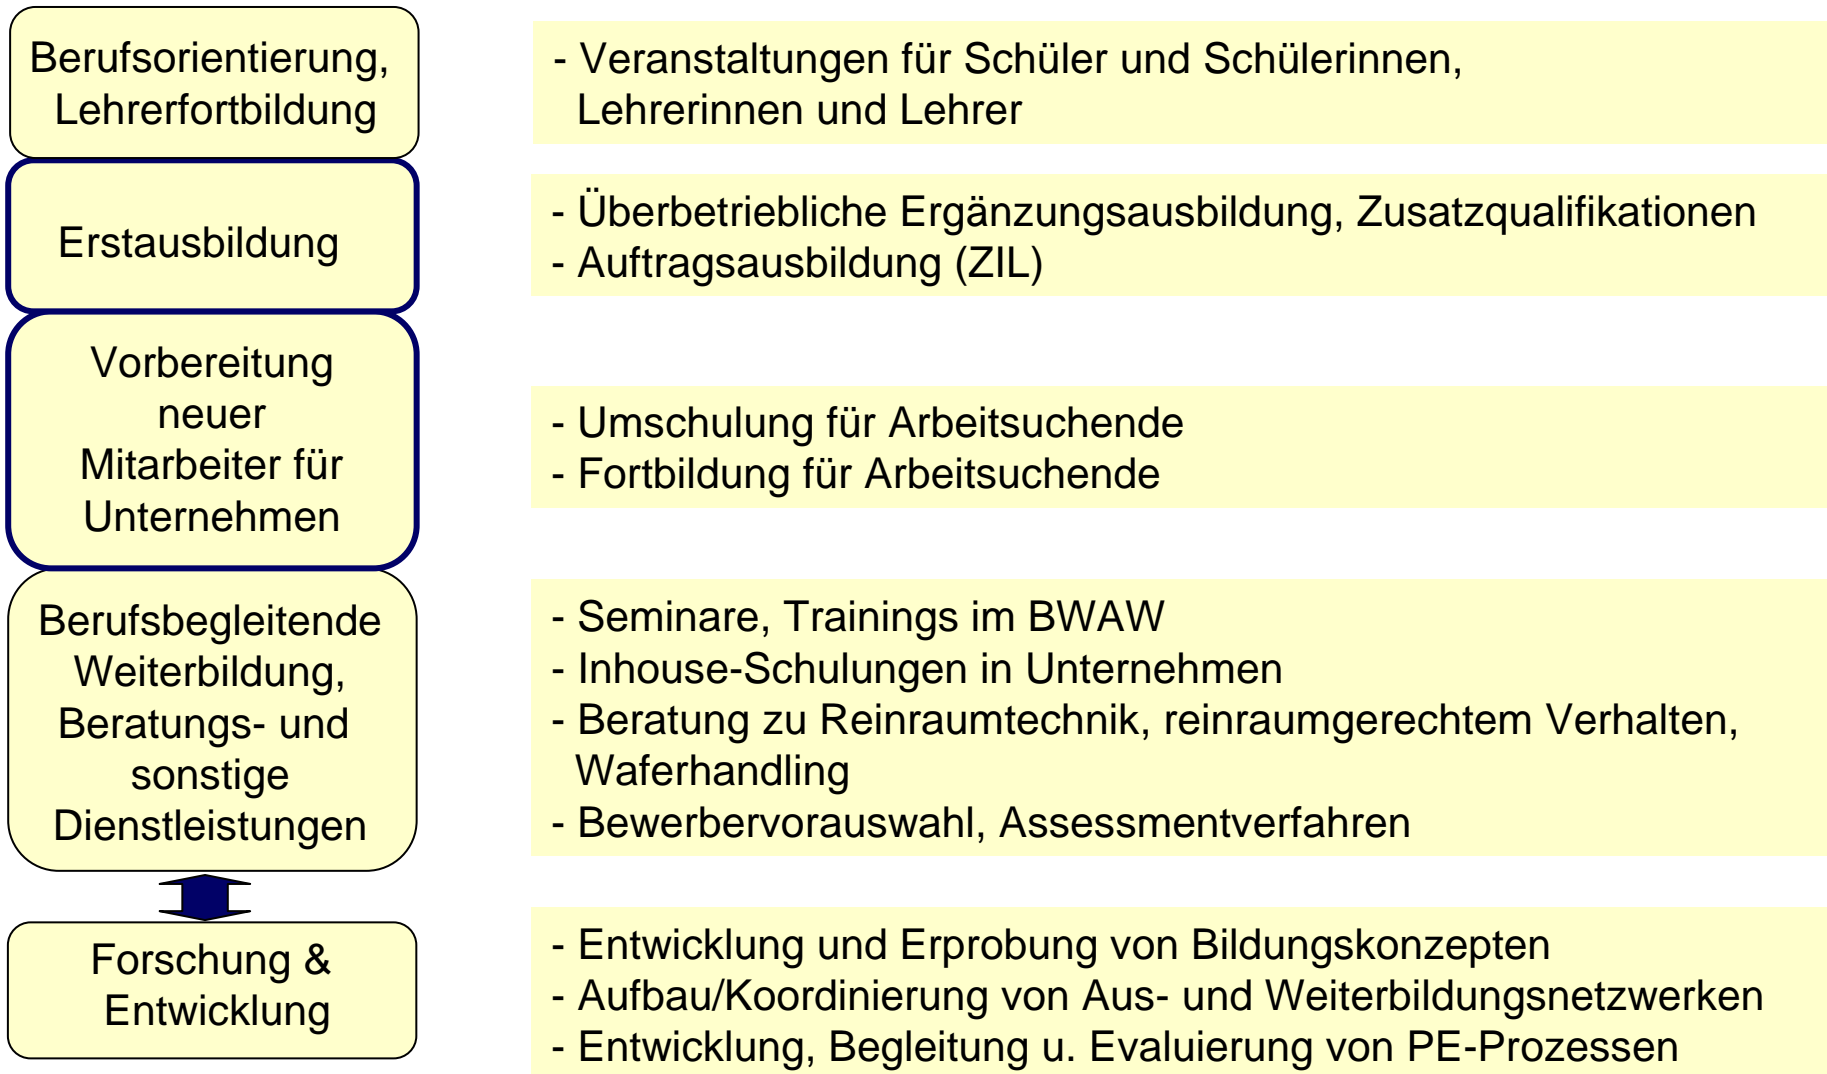 Berufsorientierung,
Lehrerfortbildung
- Veranstaltungen für Schüler und Schülerinnen,
Lehrerinnen und Lehrer
Erstausbildung
- Überbetriebliche Ergänzungsausbildung, Zusatzqualifikationen
- Auftragsausbildung (ZIL)
Vorbereitung
neuer
Mitarbeiter für
Unternehmen
- Umschulung für Arbeitsuchende
- Fortbildung für Arbeitsuchende
Berufsbegleitende
Weiterbildung,
Beratungs- und
sonstige
Dienstleistungen
- Seminare, Trainings im BWAW
- Inhouse-Schulungen in Unternehmen
- Beratung zu Reinraumtechnik, reinraumgerechtem Verhalten,
Waferhandling
- Bewerbervorauswahl, Assessmentverfahren
Forschung &
Entwicklung
- Entwicklung und Erprobung von Bildungskonzepten
- Aufbau/Koordinierung von Aus- und Weiterbildungsnetzwerken
- Entwicklung, Begleitung u. Evaluierung von PE-Prozessen